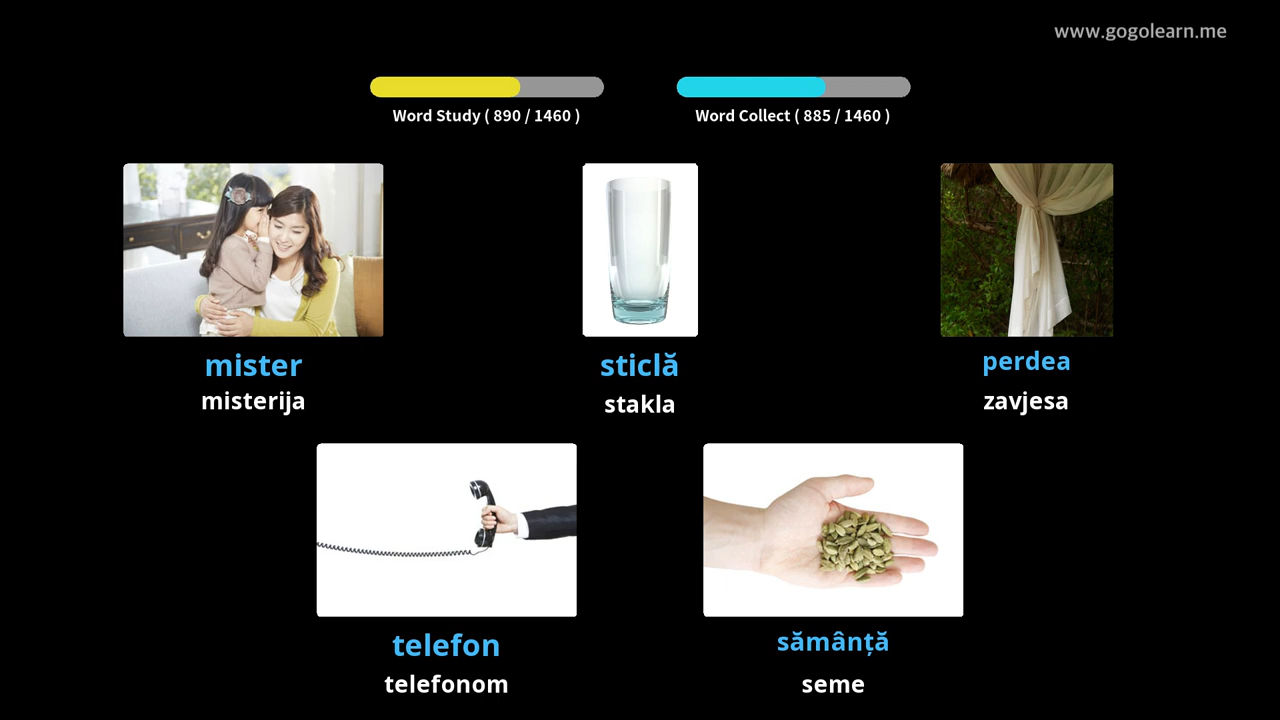 www.gogolearn.me
Word Study ( 890 / 1460 )
Word Collect ( 885 / 1460 )
mister
misterija
sticlă
stakla
perdea
zavjesa
telefon
telefonom
sămânță
seme